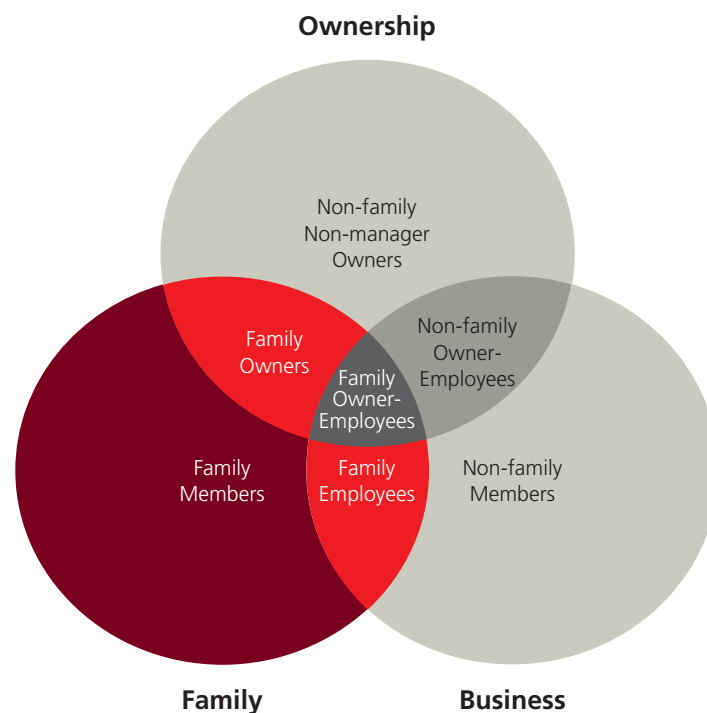 Ownership
Non-family
Non-manager
Owners
Family
Owners
Non-family
Owner-
Employees
Family
Owner-
Employees
Family
Members
Family
Employees
Non-family
Members
Family
Business